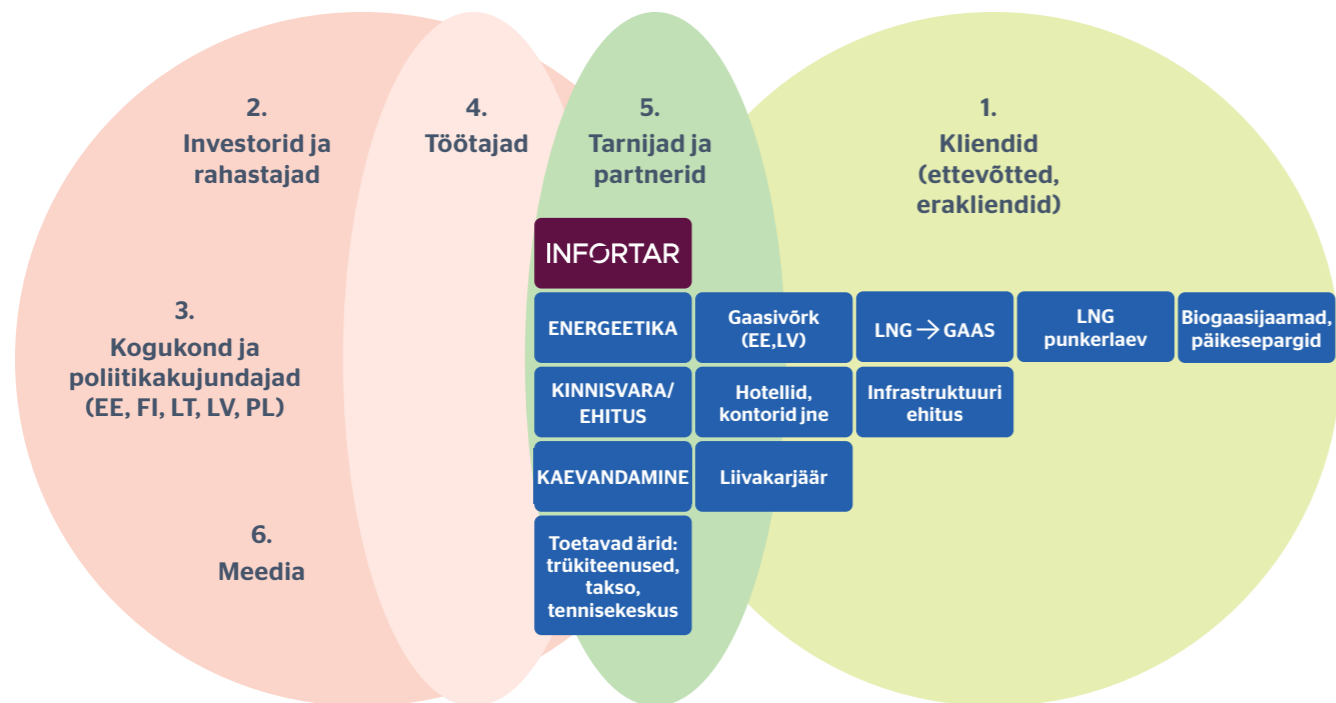 2.
Investorid ja
rahastajad
4.
Töötajad
5.
Tarnijad ja
partnerid
1.
Kliendid
(ettevõtted,
erakliendid)
3.
Kogukond ja
poliitikakujundajad
(EE, FI, LT, LV, PL)
6.
Meedia
INFORTAR
ENERGEETIKA
Gaasivõrk
(EE,LV)
LNG → GAAS
LNG
punkerlaev
Biogaasijaamad,
päikesepargid
KINNISVARA/
EHITUS
Hotellid,
kontorid jne
Infrastruktuuri
ehitus
KAEVANDAMINE
Liivakarjäär
Toetavad ärid:
trükiteenused,
takso,
tennisekeskus